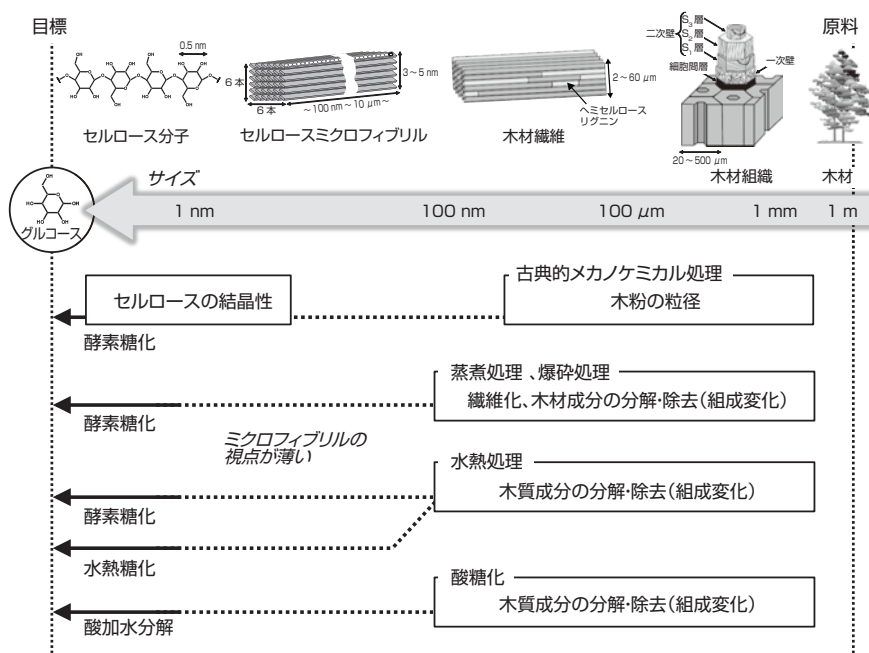 目標
原料
0.5 nm
OH
HO
O
6 本
6 本
~100 nm~10 μm~
3~5 nm
2~60 μm
ヘミセルロース
リグニン
二次壁
S3 層
S2 層
S1 層
細胞間層
一次壁
20~500 μm
セルロース分子
セルロースミクロフィブリル
木材繊維
木材組織
木材
サイズ
1 nm
100 nm
100 μm
1 mm
1 m
OH
HO
O
OH
HO
OH
グルコース
古典的メカノケミカル処理
セルロースの結晶性
木粉の粒径
酵素糖化
蒸煮処理、爆砕処理
繊維化、木材成分の分解・除去(組成変化)
酵素糖化
ミクロフィブリルの
視点が薄い
水熱処理
木質成分の分解・除去(組成変化)
酵素糖化
水熱糖化
酸糖化
木質成分の分解・除去(組成変化)
酸加水分解